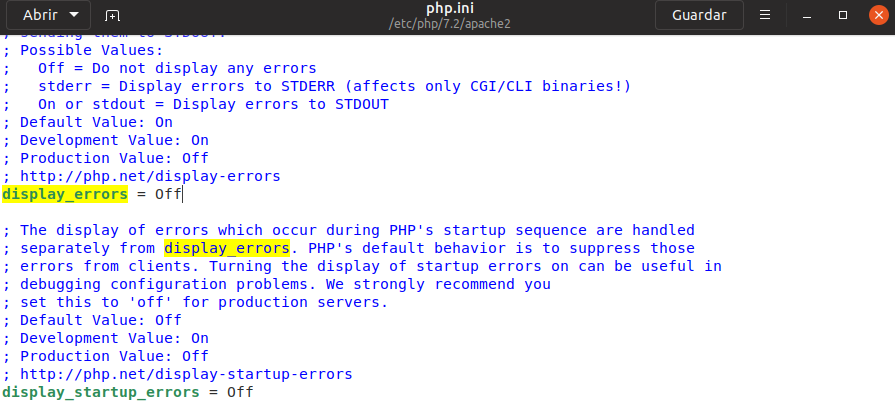 Abrir
php.ini
/etc/php/7.2/apache2
Guardar
; sending them to STDOUT.
; Possible Values:
;   Off = Do not display any errors
;   stderr = Display errors to STDERR (affects only CGI/CLI binaries!)
;   On or stdout = Display errors to STDOUT
; Default Value: On
; Development Value: On
; Production Value: Off
; http://php.net/display-errors
display_errors = Off
; The display of errors which occur during PHP's startup sequence are handled
; separately from display_errors. PHP's default behavior is to suppress those
; errors from clients. Turning the display of startup errors on can be useful in
; debugging configuration problems. We strongly recommend you
; set this to 'off' for production servers.
; Default Value: Off
; Development Value: On
; Production Value: Off
; http://php.net/display-startup-errors
display_startup_errors = Off